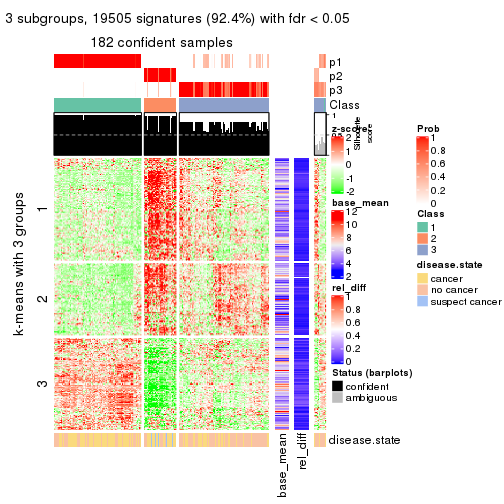 3 subgroups, 19505 signatures (92.4%) with fdr < 0.05
182 confident samples
p1
p2
p3
Class
1
0.5
0
Silhouette
score
k-means with 3 groups
1
2
3
disease.state
base_mean
rel_diff
z-score
2
1
0
-1
-2
base_mean
12
10
8
6
4
2
rel_diff
1
0.8
0.6
0.4
0.2
0
Status (barplots)
confident
ambiguous
Prob
1
0.8
0.6
0.4
0.2
0
Class
1
2
3
disease.state
cancer
no cancer
suspect cancer